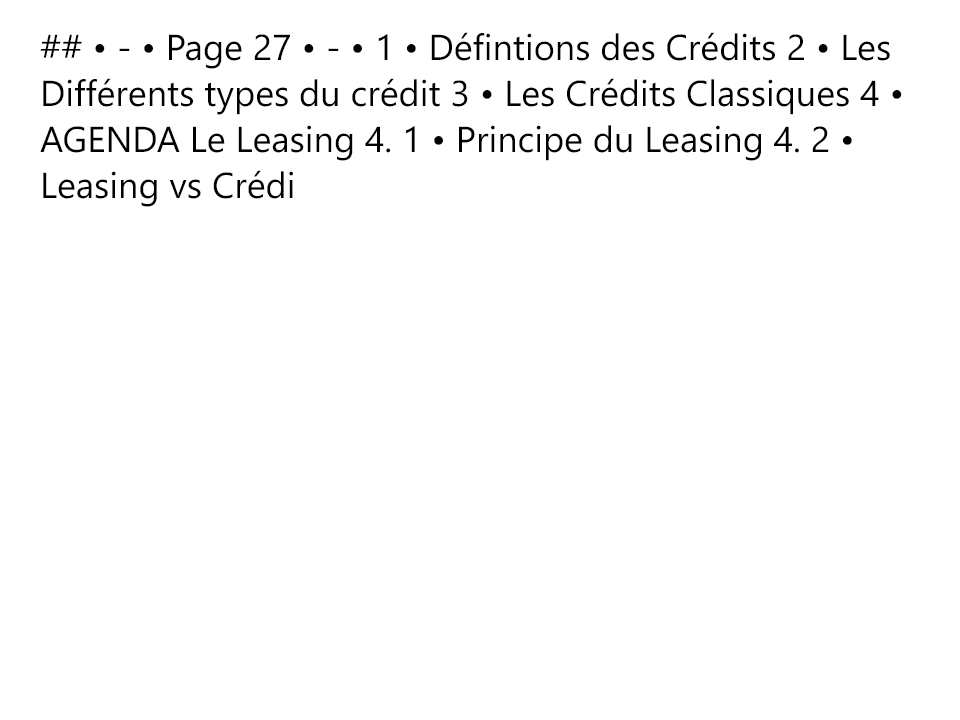 ## • - • Page 27 • - • 1 • Défintions des Crédits 2 • Les
Différents types du crédit 3 • Les Crédits Classiques 4 •
AGENDA Le Leasing 4. 1 • Principe du Leasing 4. 2 •
Leasing vs Crédi